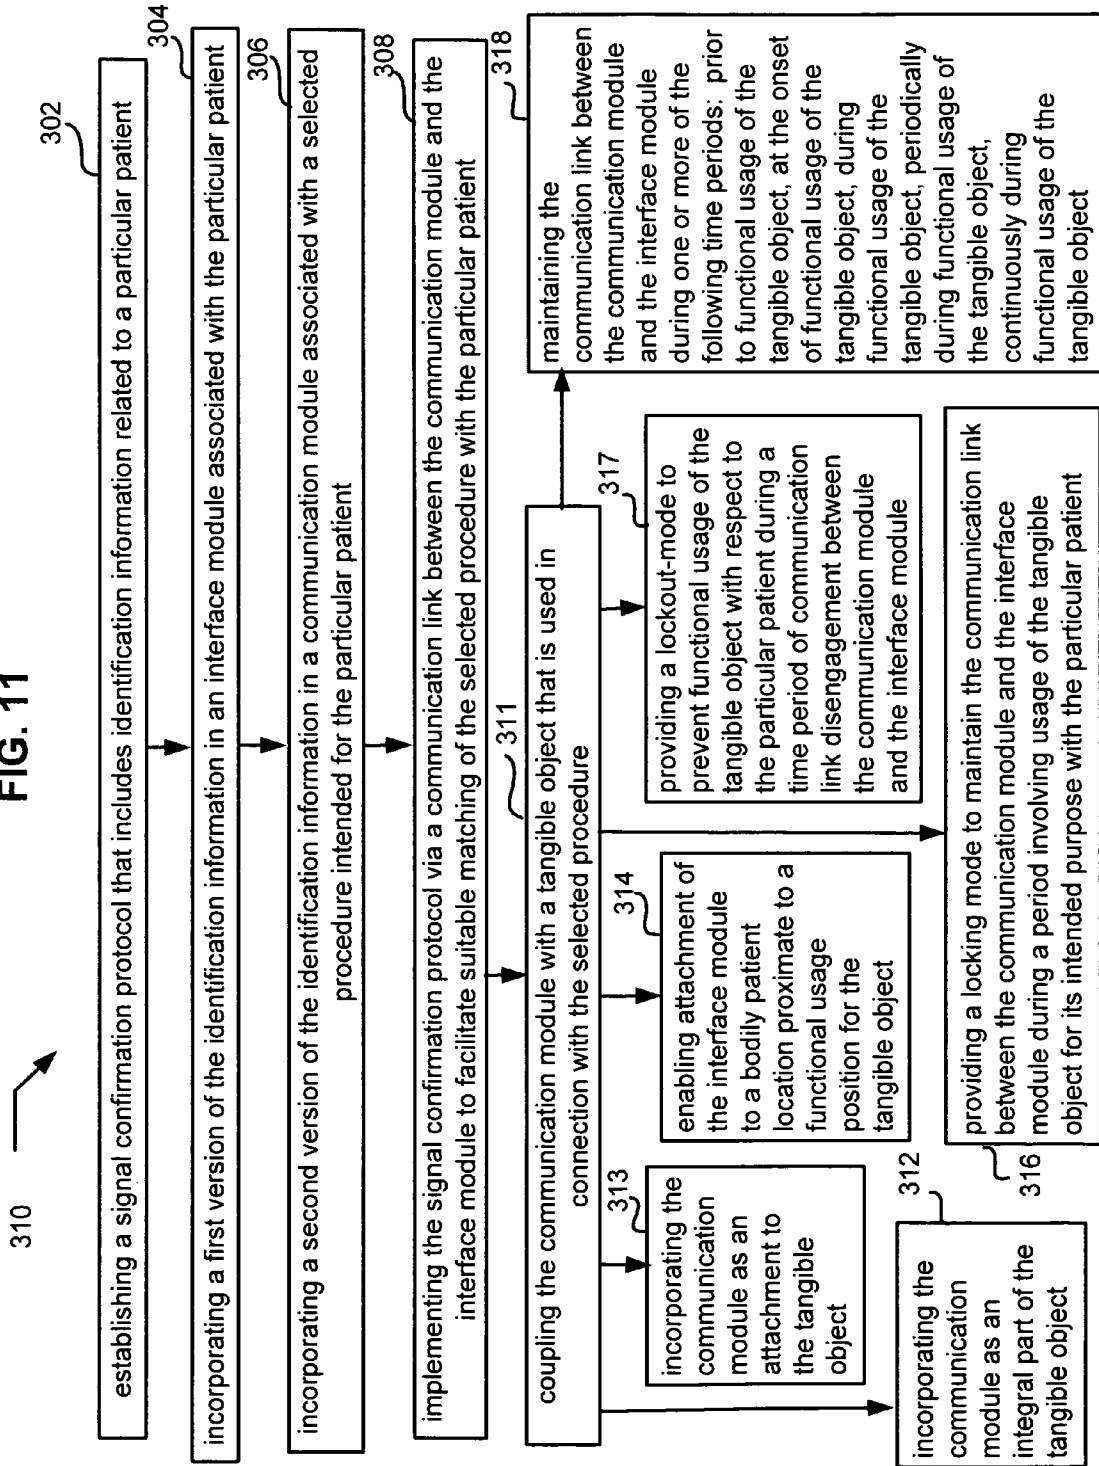 FIG. 11
310
302
establishing a signal confirmation protocol that includes identification information related to a particular patient
304
incorporating a first version of the identification information in an interface module associated with the particular patient
306
incorporating a second version of the identification information in a communication module associated with a selected
procedure intended for the particular patient
308
implementing the signal confirmation protocol via a communication link between the communication module and the
interface module to facilitate suitable matching of the selected procedure with the particular patient
311
coupling the communication module with a tangible object that is used in
connection with the selected procedure
312
incorporating the
communication
module as an
integral part of the
tangible object
313
incorporating the
communication
module as an
attachment to
the tangible
object
314
enabling attachment of
the interface module
to a bodily patient
location proximate to a
functional usage
position for the
tangible object
316
providing a locking mode to maintain the communication link
between the communication module and the interface
module during a period involving usage of the tangible
object for its intended purpose with the particular patient
317
providing a lockout-mode to
prevent functional usage of the
tangible object with respect to
the particular patient during a
time period of communication
link disengagement between
the communication module
and the interface module
318
maintaining the
communication link between
the communication module
and the interface module
during one or more of the
following time periods: prior
to functional usage of the
tangible object, at the onset
of functional usage of the
tangible object, during
functional usage of the
tangible object, periodically
during functional usage of
the tangible object,
continuously during
functional usage of the
tangible object